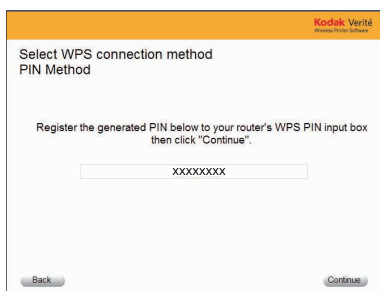 Kodak Verité
Wireless Printer Software
Select WPS connection method
PIN Method
Register the generated PIN below to your router's WPS PIN input box
then click "Continue".
XXXXXXXX
Back
Continue